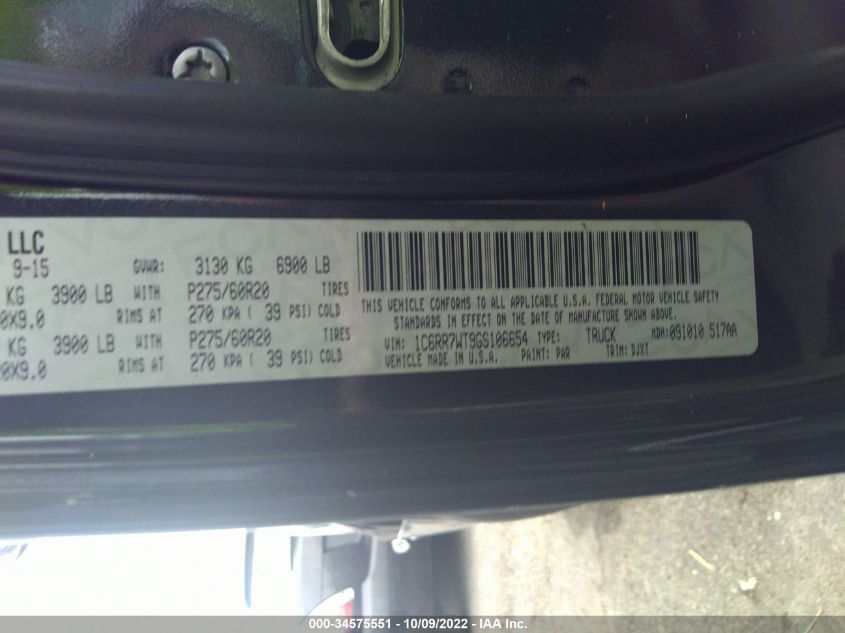 LLC
9-15 GVWR: 3130 KG 6900 LB
KG 3900 LB WITH P275/60R20 TIRES
0X9.0 RIMS AT 270 KPA ( 39 PSI) COLD
KG 3900 LB WITH P275/60R20 TIRES
20X9.0 RIMS AT 270 KPA ( 39 PSI) COLD
THIS VEHICLE CONFORMS TO ALL APPLICABLE U.S.A. FEDERAL MOTOR VEHICLE SAFETY
STANDARDS IN EFFECT ON THE DATE OF MANUFACTURE SHOWN ABOVE.
VIN: 1C6RR7WT9GS106654 TYPE: TRUCK MDH: 091010 517AA
VEHICLE MADE IN U.S.A. PAINT: PAR TRIM: DJXT
000-34575551 - 10/09/2022 - IAA Inc.